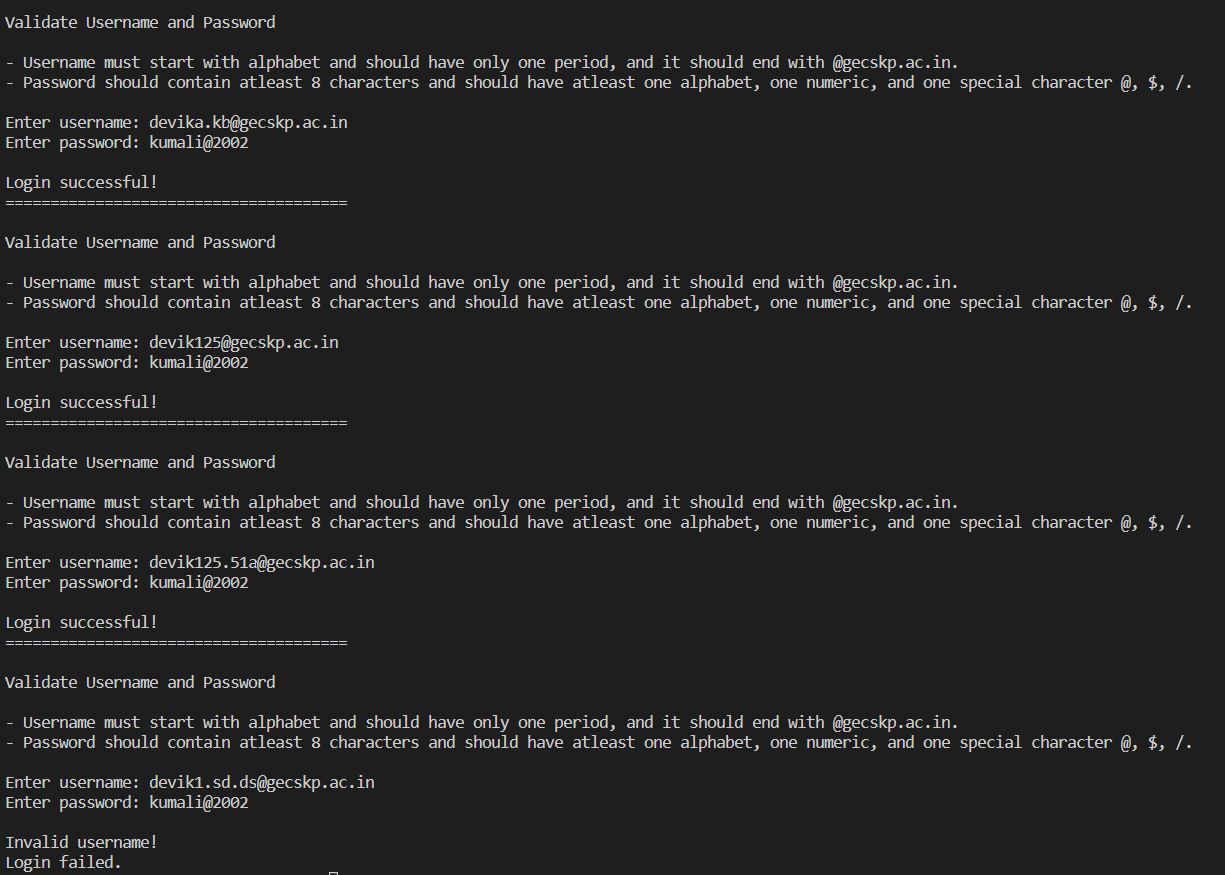 Validate Username and Password
- Username must start with alphabet and should have only one period, and it should end with @gecskp.ac.in.
- Password should contain atleast 8 characters and should have atleast one alphabet, one numeric, and one special character @, $, /.
Enter username: devika.kb@gecskp.ac.in
Enter password: kumali@2002
Login successful!
======================================
Validate Username and Password
- Username must start with alphabet and should have only one period, and it should end with @gecskp.ac.in.
- Password should contain atleast 8 characters and should have atleast one alphabet, one numeric, and one special character @, $, /.
Enter username: devik125@gecskp.ac.in
Enter password: kumali@2002
Login successful!
======================================
Validate Username and Password
- Username must start with alphabet and should have only one period, and it should end with @gecskp.ac.in.
- Password should contain atleast 8 characters and should have atleast one alphabet, one numeric, and one special character @, $, /.
Enter username: devik125.51a@gecskp.ac.in
Enter password: kumali@2002
Login successful!
======================================
Validate Username and Password
- Username must start with alphabet and should have only one period, and it should end with @gecskp.ac.in.
- Password should contain atleast 8 characters and should have atleast one alphabet, one numeric, and one special character @, $, /.
Enter username: devik1.sd.ds@gecskp.ac.in
Enter password: kumali@2002
Invalid username!
Login failed.